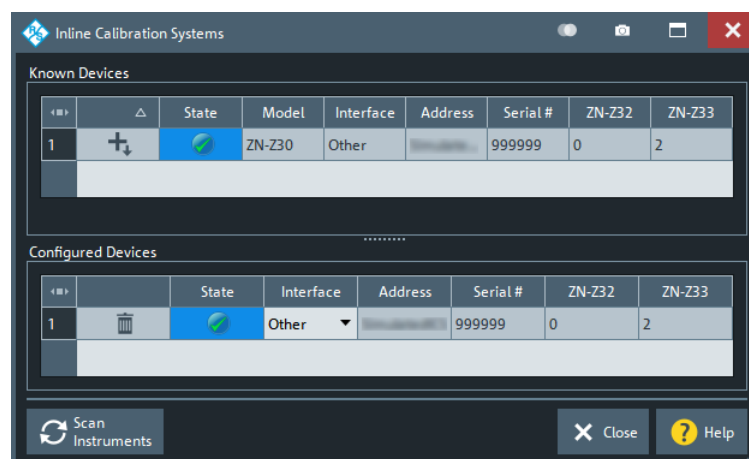 Inline Calibration Systems
Known Devices
State Model Interface Address Serial # ZN-Z32 ZN-Z33
1 ZN-Z30 Other 999999 0 2
Configured Devices
State Interface Address Serial # ZN-Z32 ZN-Z33
1 Other 999999 0 2
Scan
Instruments
Close
? Help